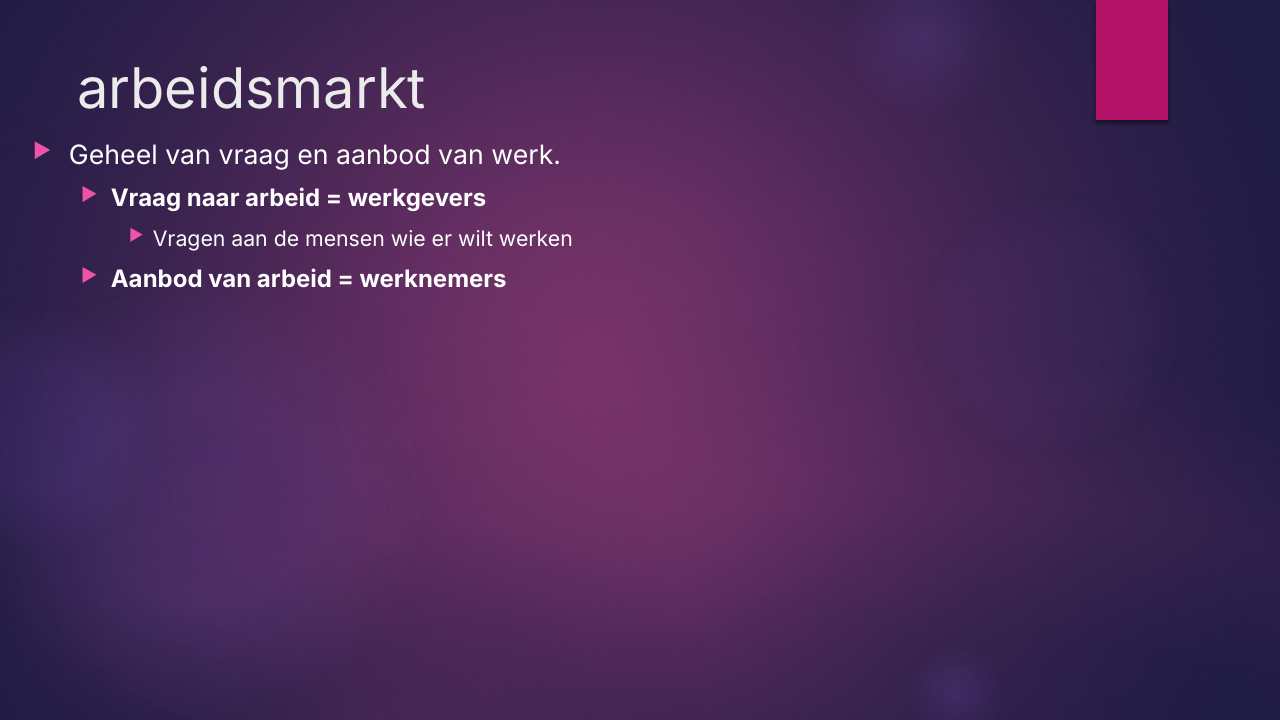 arbeidsmarkt
Geheel van vraag en aanbod van werk.
Vraag naar arbeid = werkgevers
Vragen aan de mensen wie er wilt werken
Aanbod van arbeid = werknemers